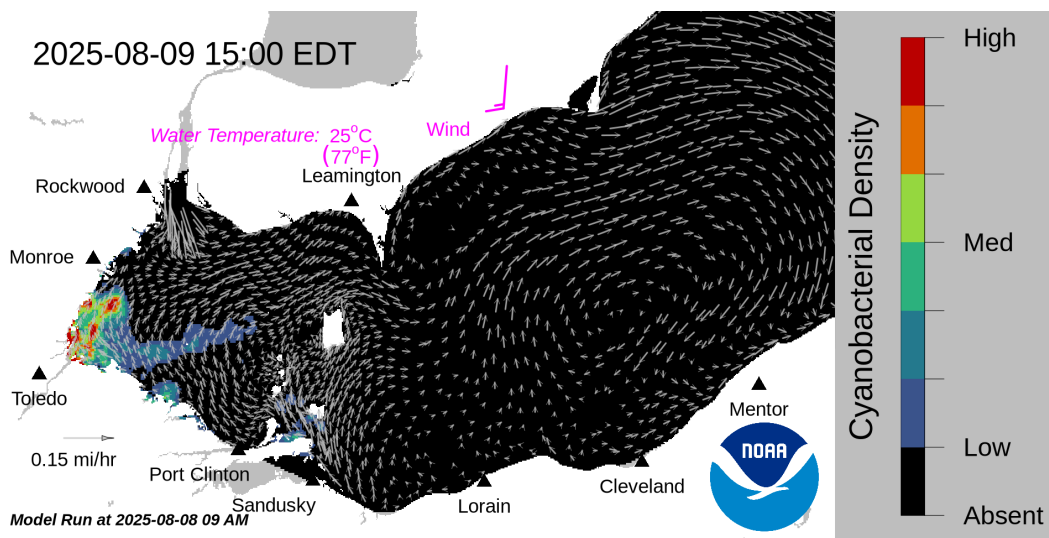 2025-08-09 15:00 EDT
Water Temperature: 25°C
(77°F)
Wind
Leamington
Rockwood
Monroe
Toledo
0.15 mi/hr
Port Clinton
Sandusky
Lorain
Cleveland
Mentor
NOAA
Model Run at 2025-08-08 09 AM
Cyanobacterial Density
High
Med
Low
Absent